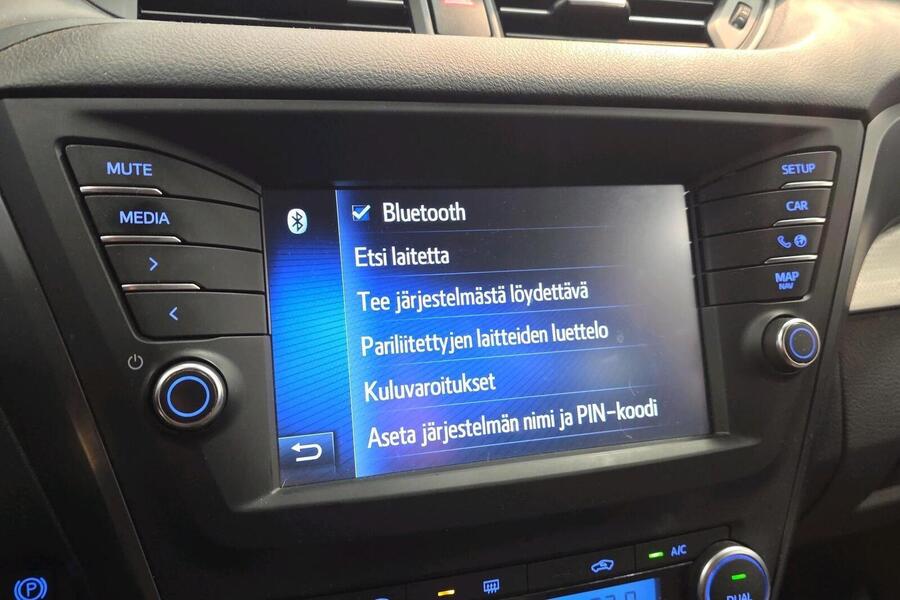 MUTE
MEDIA
>
<
SETUP
CAR
MAP
NAV
Bluetooth
Etsi laitetta
Tee järjestelmästä löydettävä
Pariliitettyjen laitteiden luettelo
Kuluvaroitukset
Aseta järjestelmän nimi ja PIN-koodi
A/C
DUAL
P